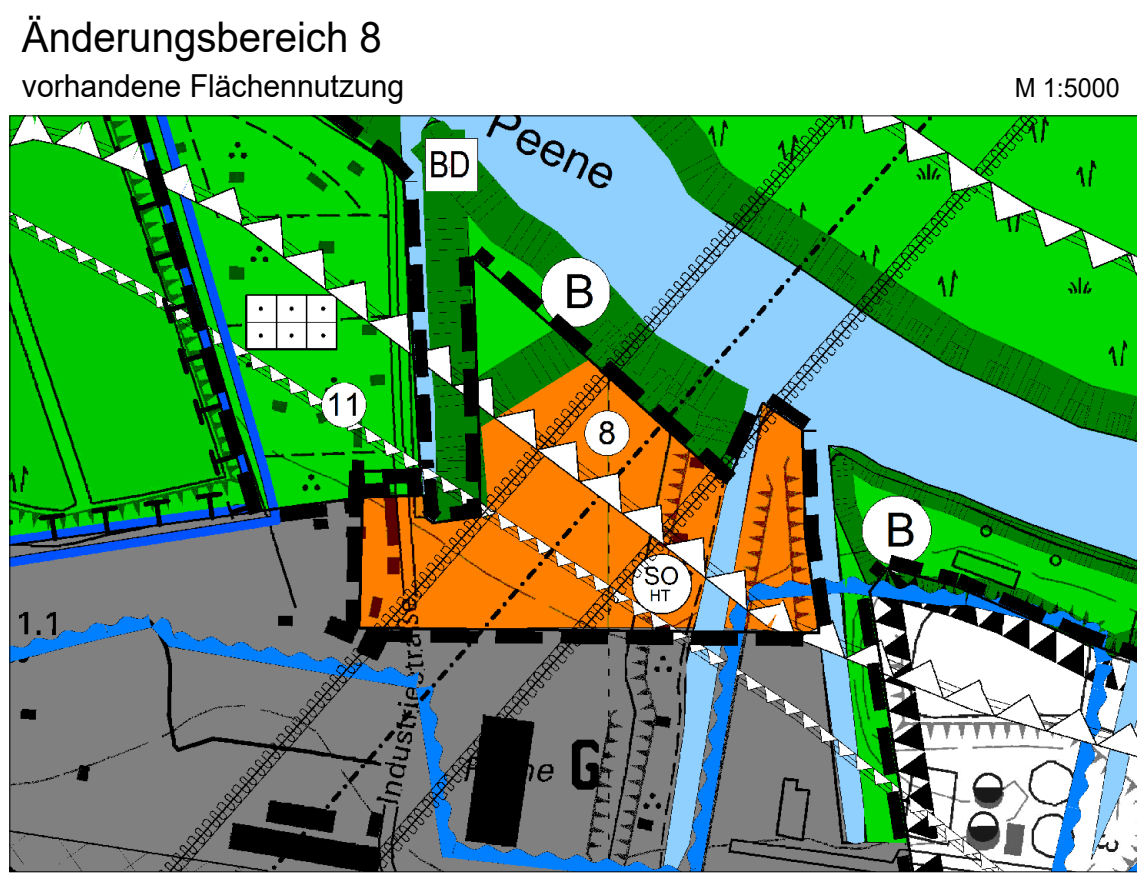 Änderungsbereich 8
vorhandene Flächennutzung
M 1:5000
Peene
BD
B
11
8
B
SO
HT
1.1
Industriestraße
G